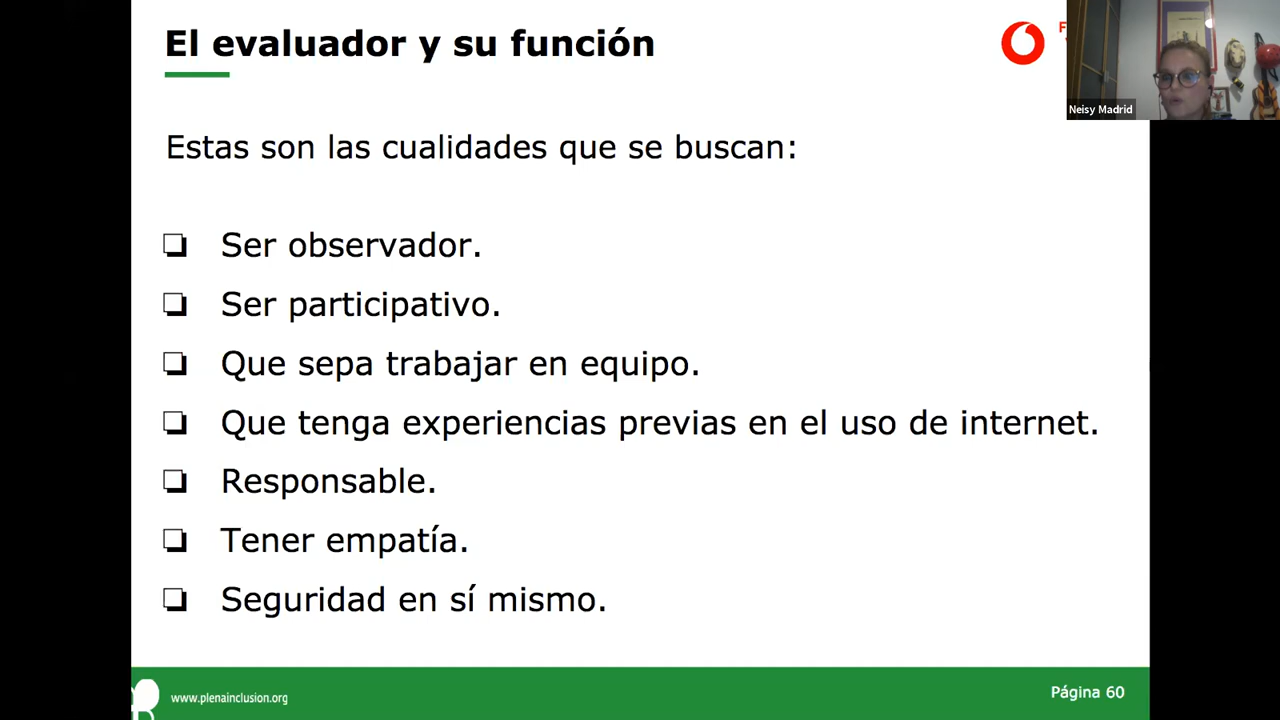 El evaluador y su función
Neisy Madrid
Estas son las cualidades que se buscan:
❑ Ser observador.
❑ Ser participativo.
❑ Que sepa trabajar en equipo.
❑ Que tenga experiencias previas en el uso de internet.
❑ Responsable.
❑ Tener empatía.
❑ Seguridad en sí mismo.
www.plenainclusion.org
Página 60